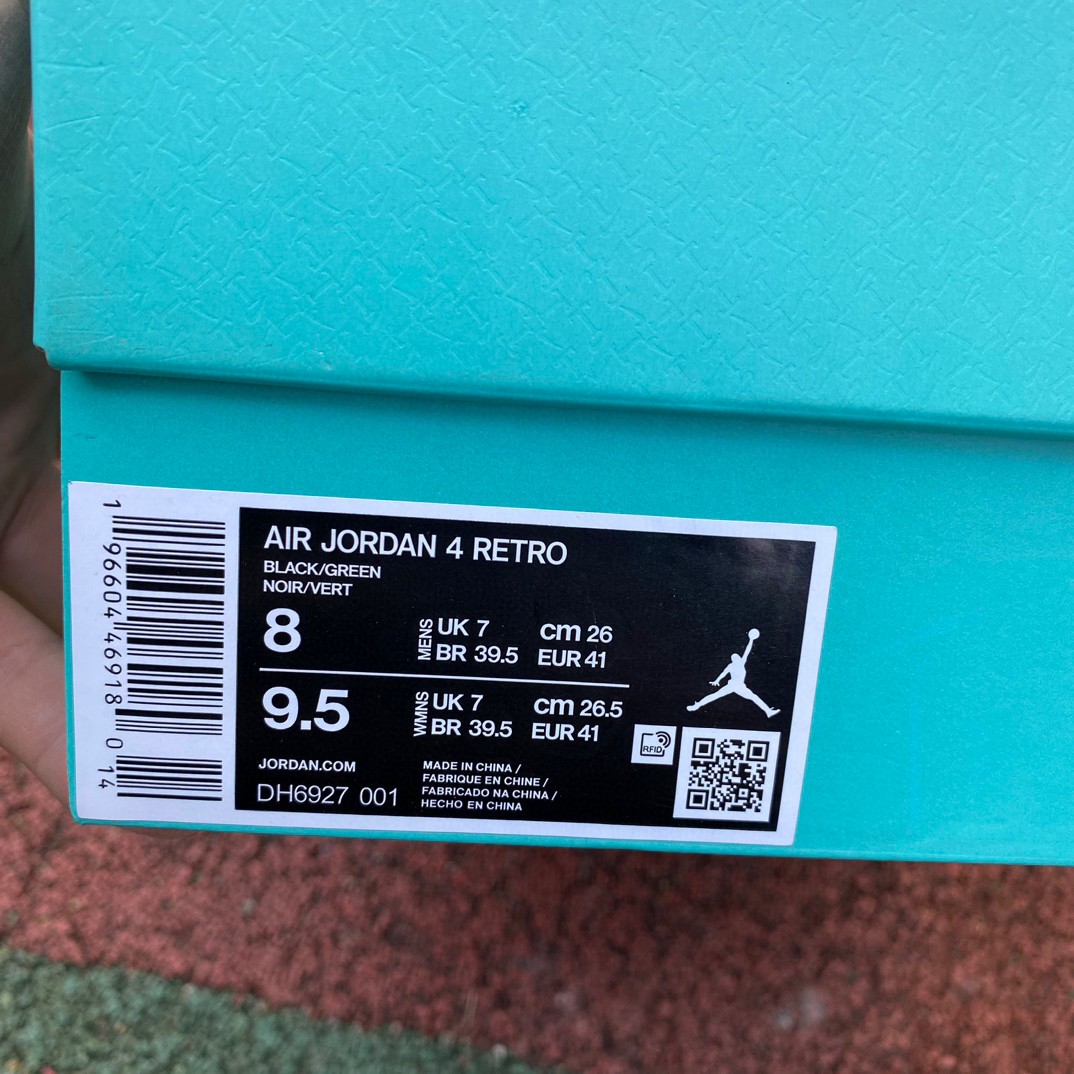 AIR JORDAN 4 RETRO
BLACK/GREEN
NOIR/VERT
8
MENS
UK 7
cm 26
BR 39.5
EUR 41
9.5
WMNS
UK 7
cm 26.5
BR 39.5
EUR 41
RFID
JORDAN.COM
DH6927 001
MADE IN CHINA /
FABRIQUE EN CHINE /
FABRICADO NA CHINA /
HECHO EN CHINA
1 96604 46918 0 14